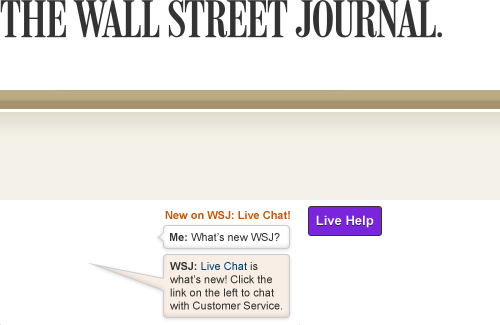 THE WALL STREET JOURNAL.
New on WSJ: Live Chat!
Live Help
Me: What's new WSJ?
WSJ: Live Chat is
what's new! Click the
link on the left to chat
with Customer Service.